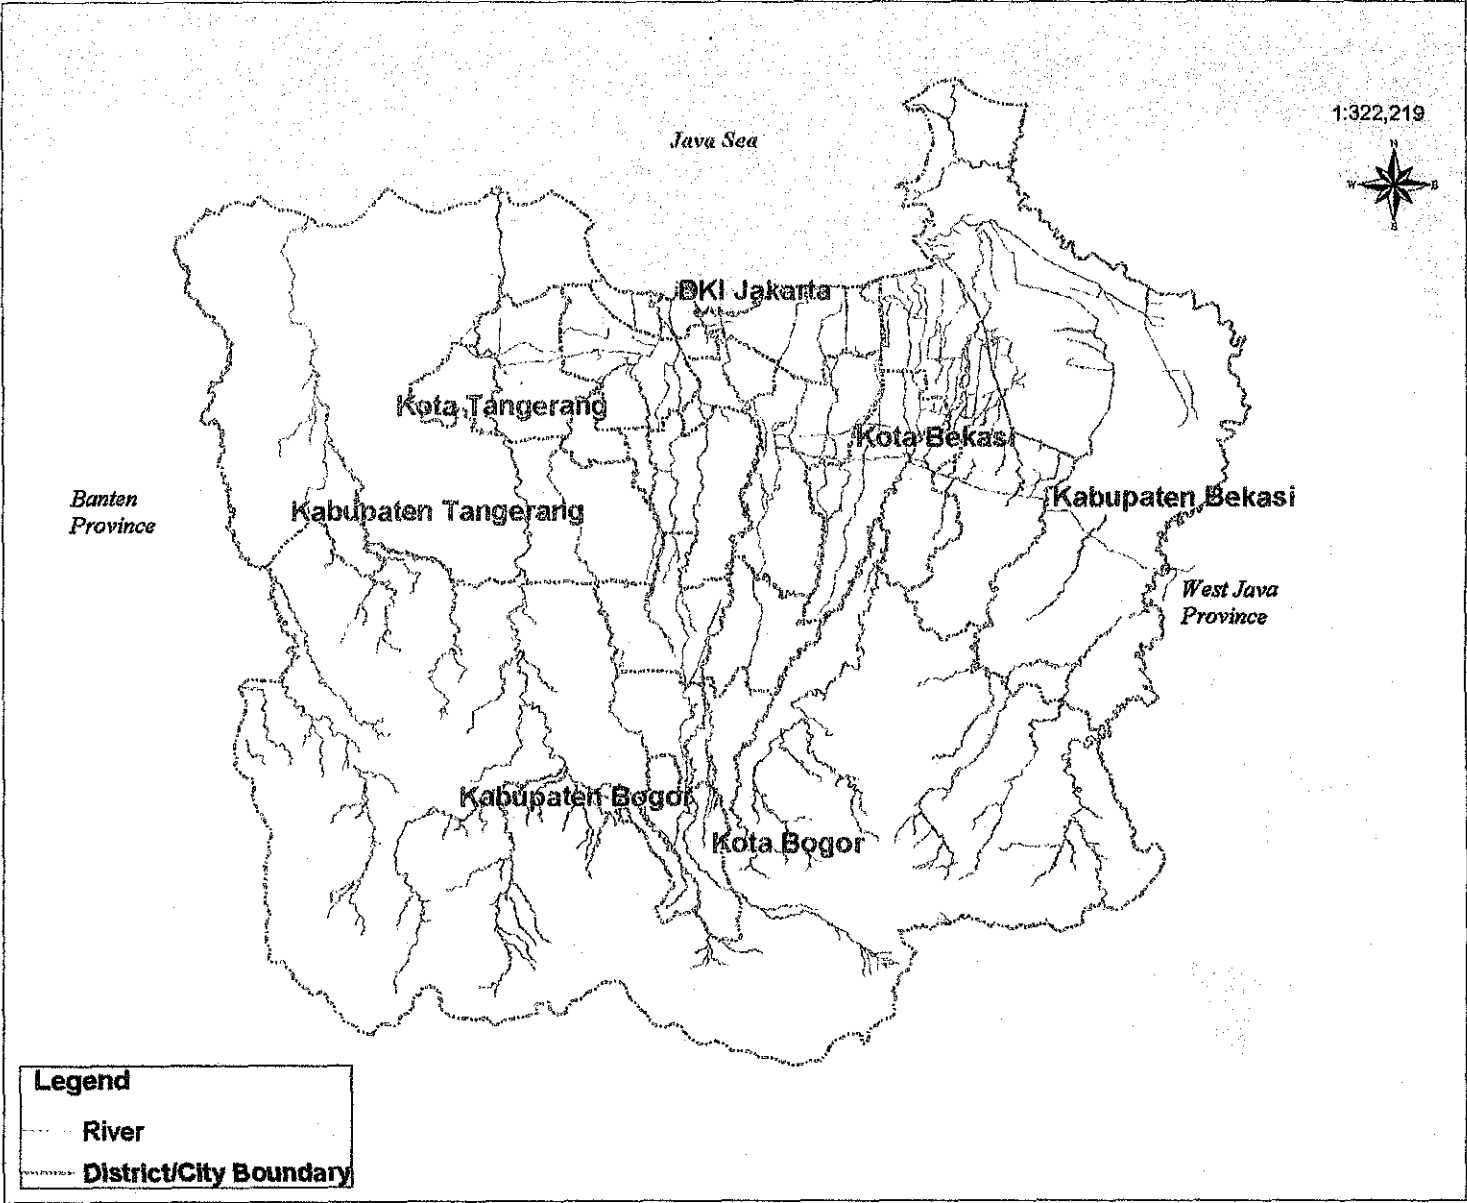 1:322,219
N
W
E
S
Java Sea
DKI Jakarta
Kota Tangerang
Kota Bekasi
Banten
Province
Kabupaten Tangerang
Kabupaten Bekasi
West Java
Province
Kabupaten Bogor
Kota Bogor
Legend
River
District/City Boundary